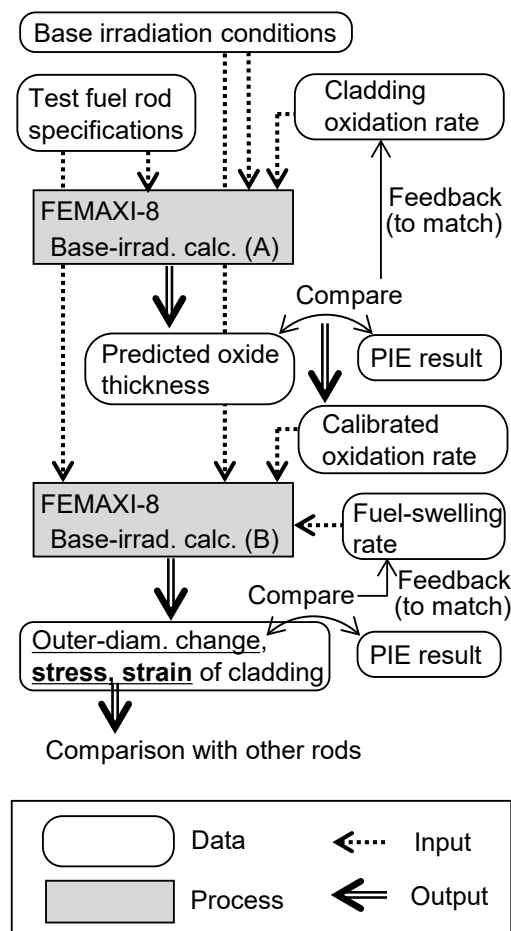 Base irradiation conditions
Test fuel rod
specifications
Cladding
oxidation rate
FEMAXI-8
Base-irrad. calc. (A)
Feedback
(to match)
Compare
Predicted oxide
thickness
PIE result
Calibrated
oxidation rate
FEMAXI-8
Base-irrad. calc. (B)
Fuel-swelling
rate
Feedback
(to match)
Compare
Outer-diam. change,
stress, strain of cladding
PIE result
Comparison with other rods
Data
Input
Process
Output